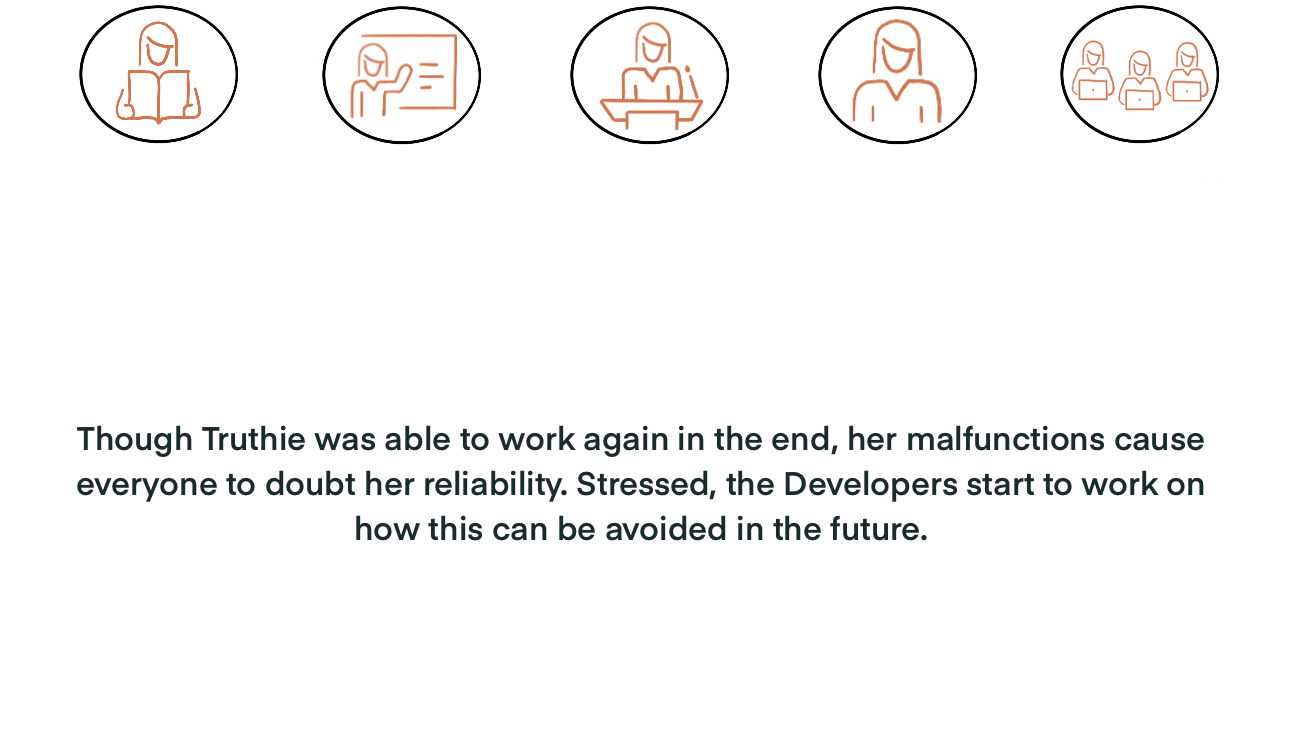 Though Truthie was able to work again in the end, her malfunctions cause
everyone to doubt her reliability. Stressed, the Developers start to work on
how this can be avoided in the future.